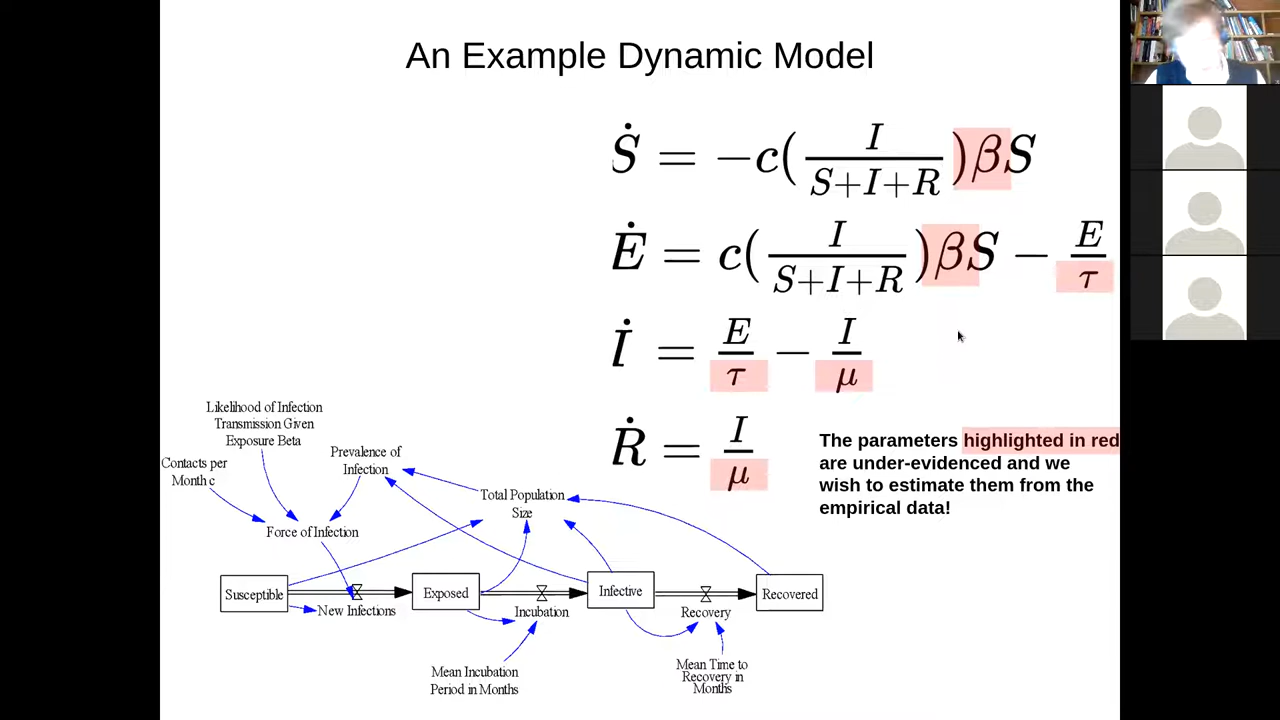 An Example Dynamic Model
Ṡ = −c(I/(S+I+R))βS
Ė = c(I/(S+I+R))βS − E/τ
İ = E/τ − I/μ
Ṙ = I/μ
The parameters highlighted in red
are under-evidenced and we
wish to estimate them from the
empirical data!
Likelihood of Infection
Transmission Given
Exposure Beta
Contacts per
Month c
Prevalence of
Infection
Total Population
Size
Force of Infection
Susceptible
New Infections
Exposed
Incubation
Infective
Recovery
Recovered
Mean Incubation
Period in Months
Mean Time to
Recovery in
Months